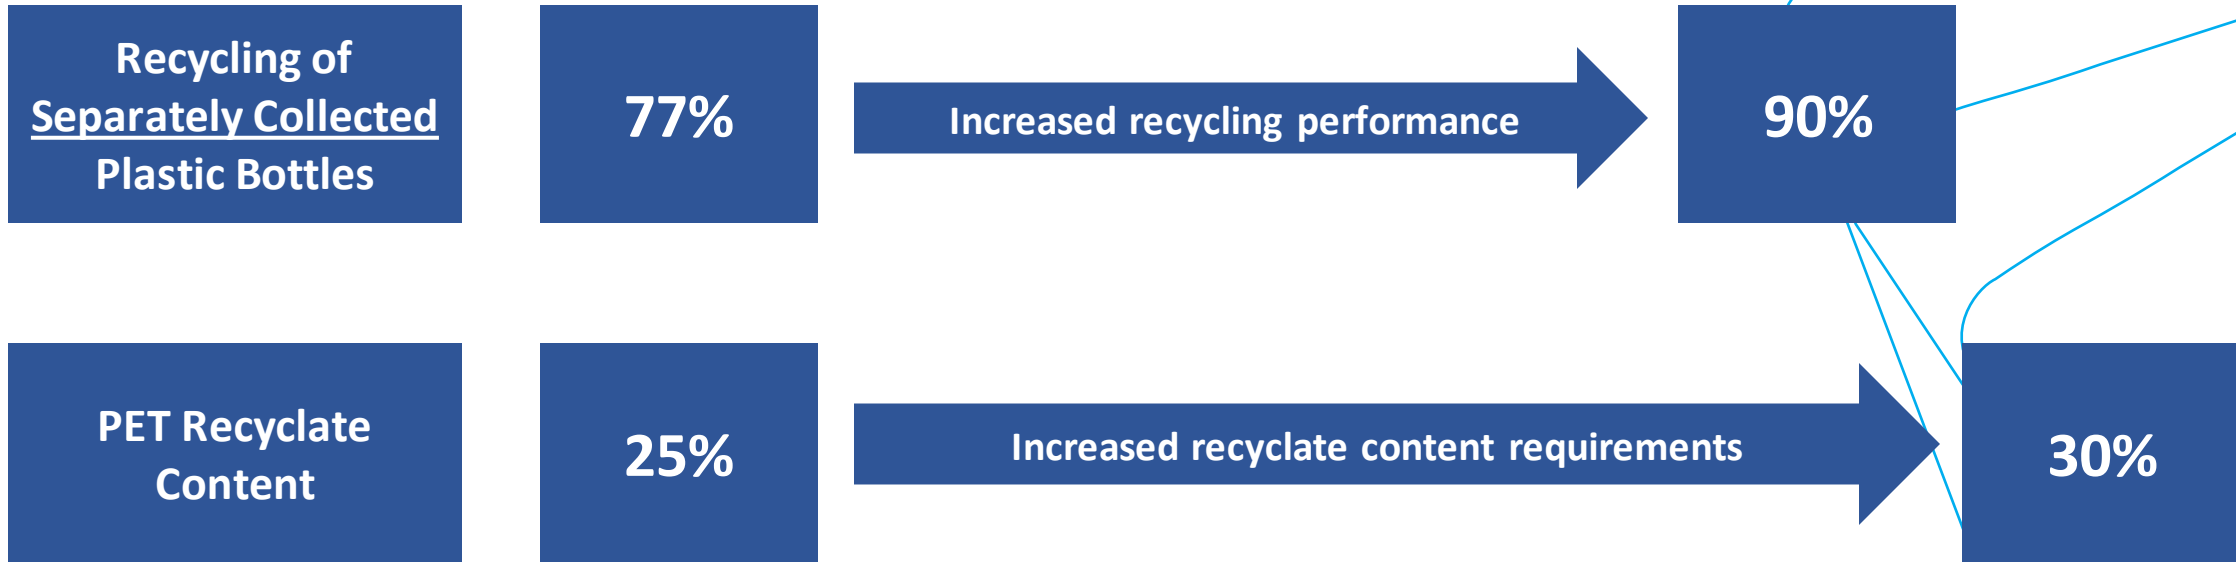 Recycling of
Separately Collected
Plastic Bottles
77%
Increased recycling performance
90%
PET Recyclate
Content
25%
Increased recyclate content requirements
30%